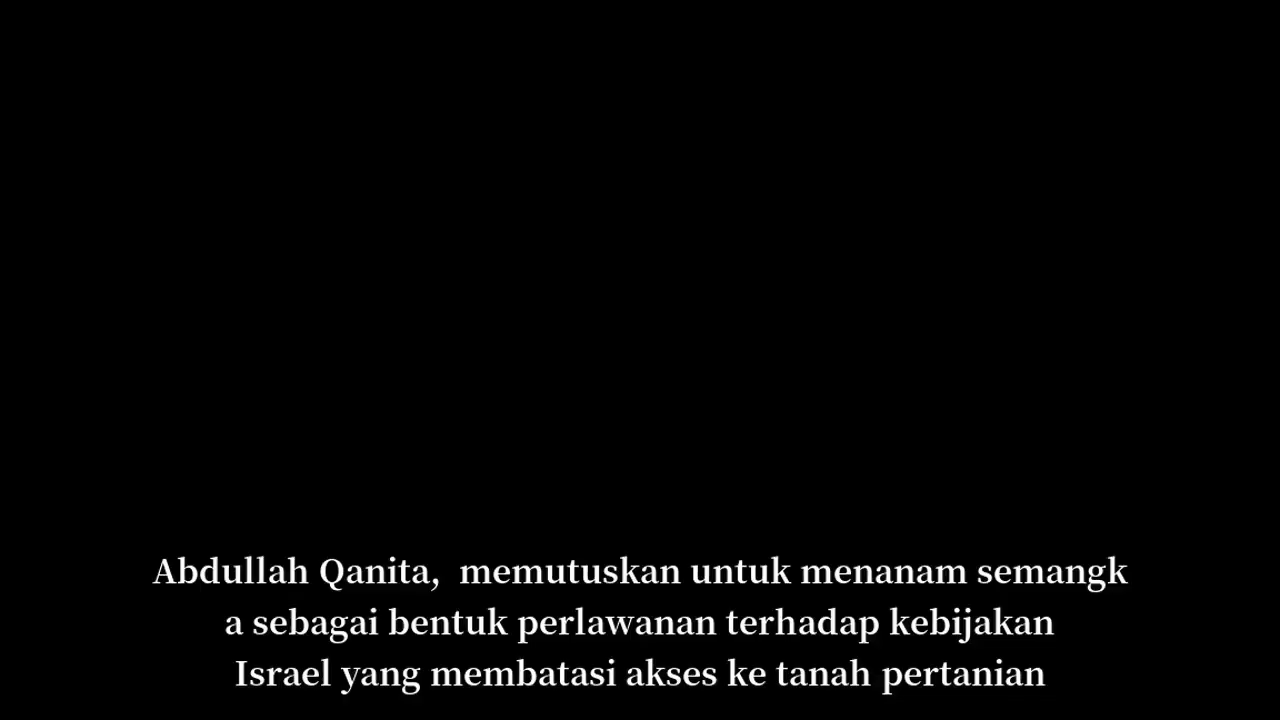 Abdullah Qanita,  memutuskan untuk menanam semangk
a sebagai bentuk perlawanan terhadap kebijakan
Israel yang membatasi akses ke tanah pertanian